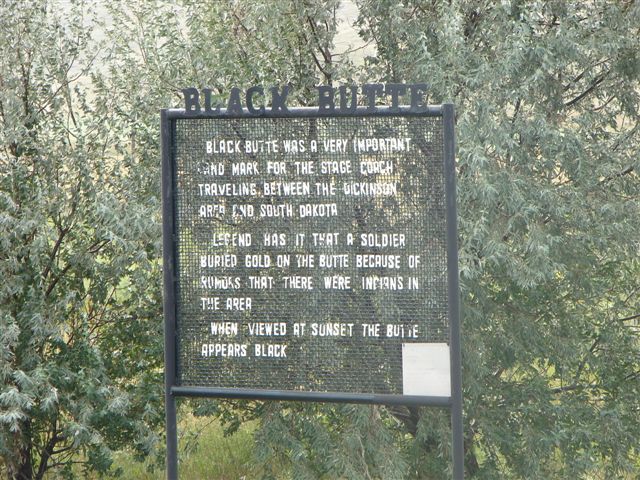 BLACK BUTTE
BLACK BUTTE WAS A VERY IMPORTANT
LAND MARK FOR THE STAGE COACH
TRAVELING BETWEEN THE DICKINSON
AREA AND SOUTH DAKOTA
LEGEND HAS IT THAT A SOLDIER
BURIED GOLD ON THE BUTTE BECAUSE OF
RUMORS THAT THERE WERE INDIANS IN
THE AREA
WHEN VIEWED AT SUNSET THE BUTTE
APPEARS BLACK